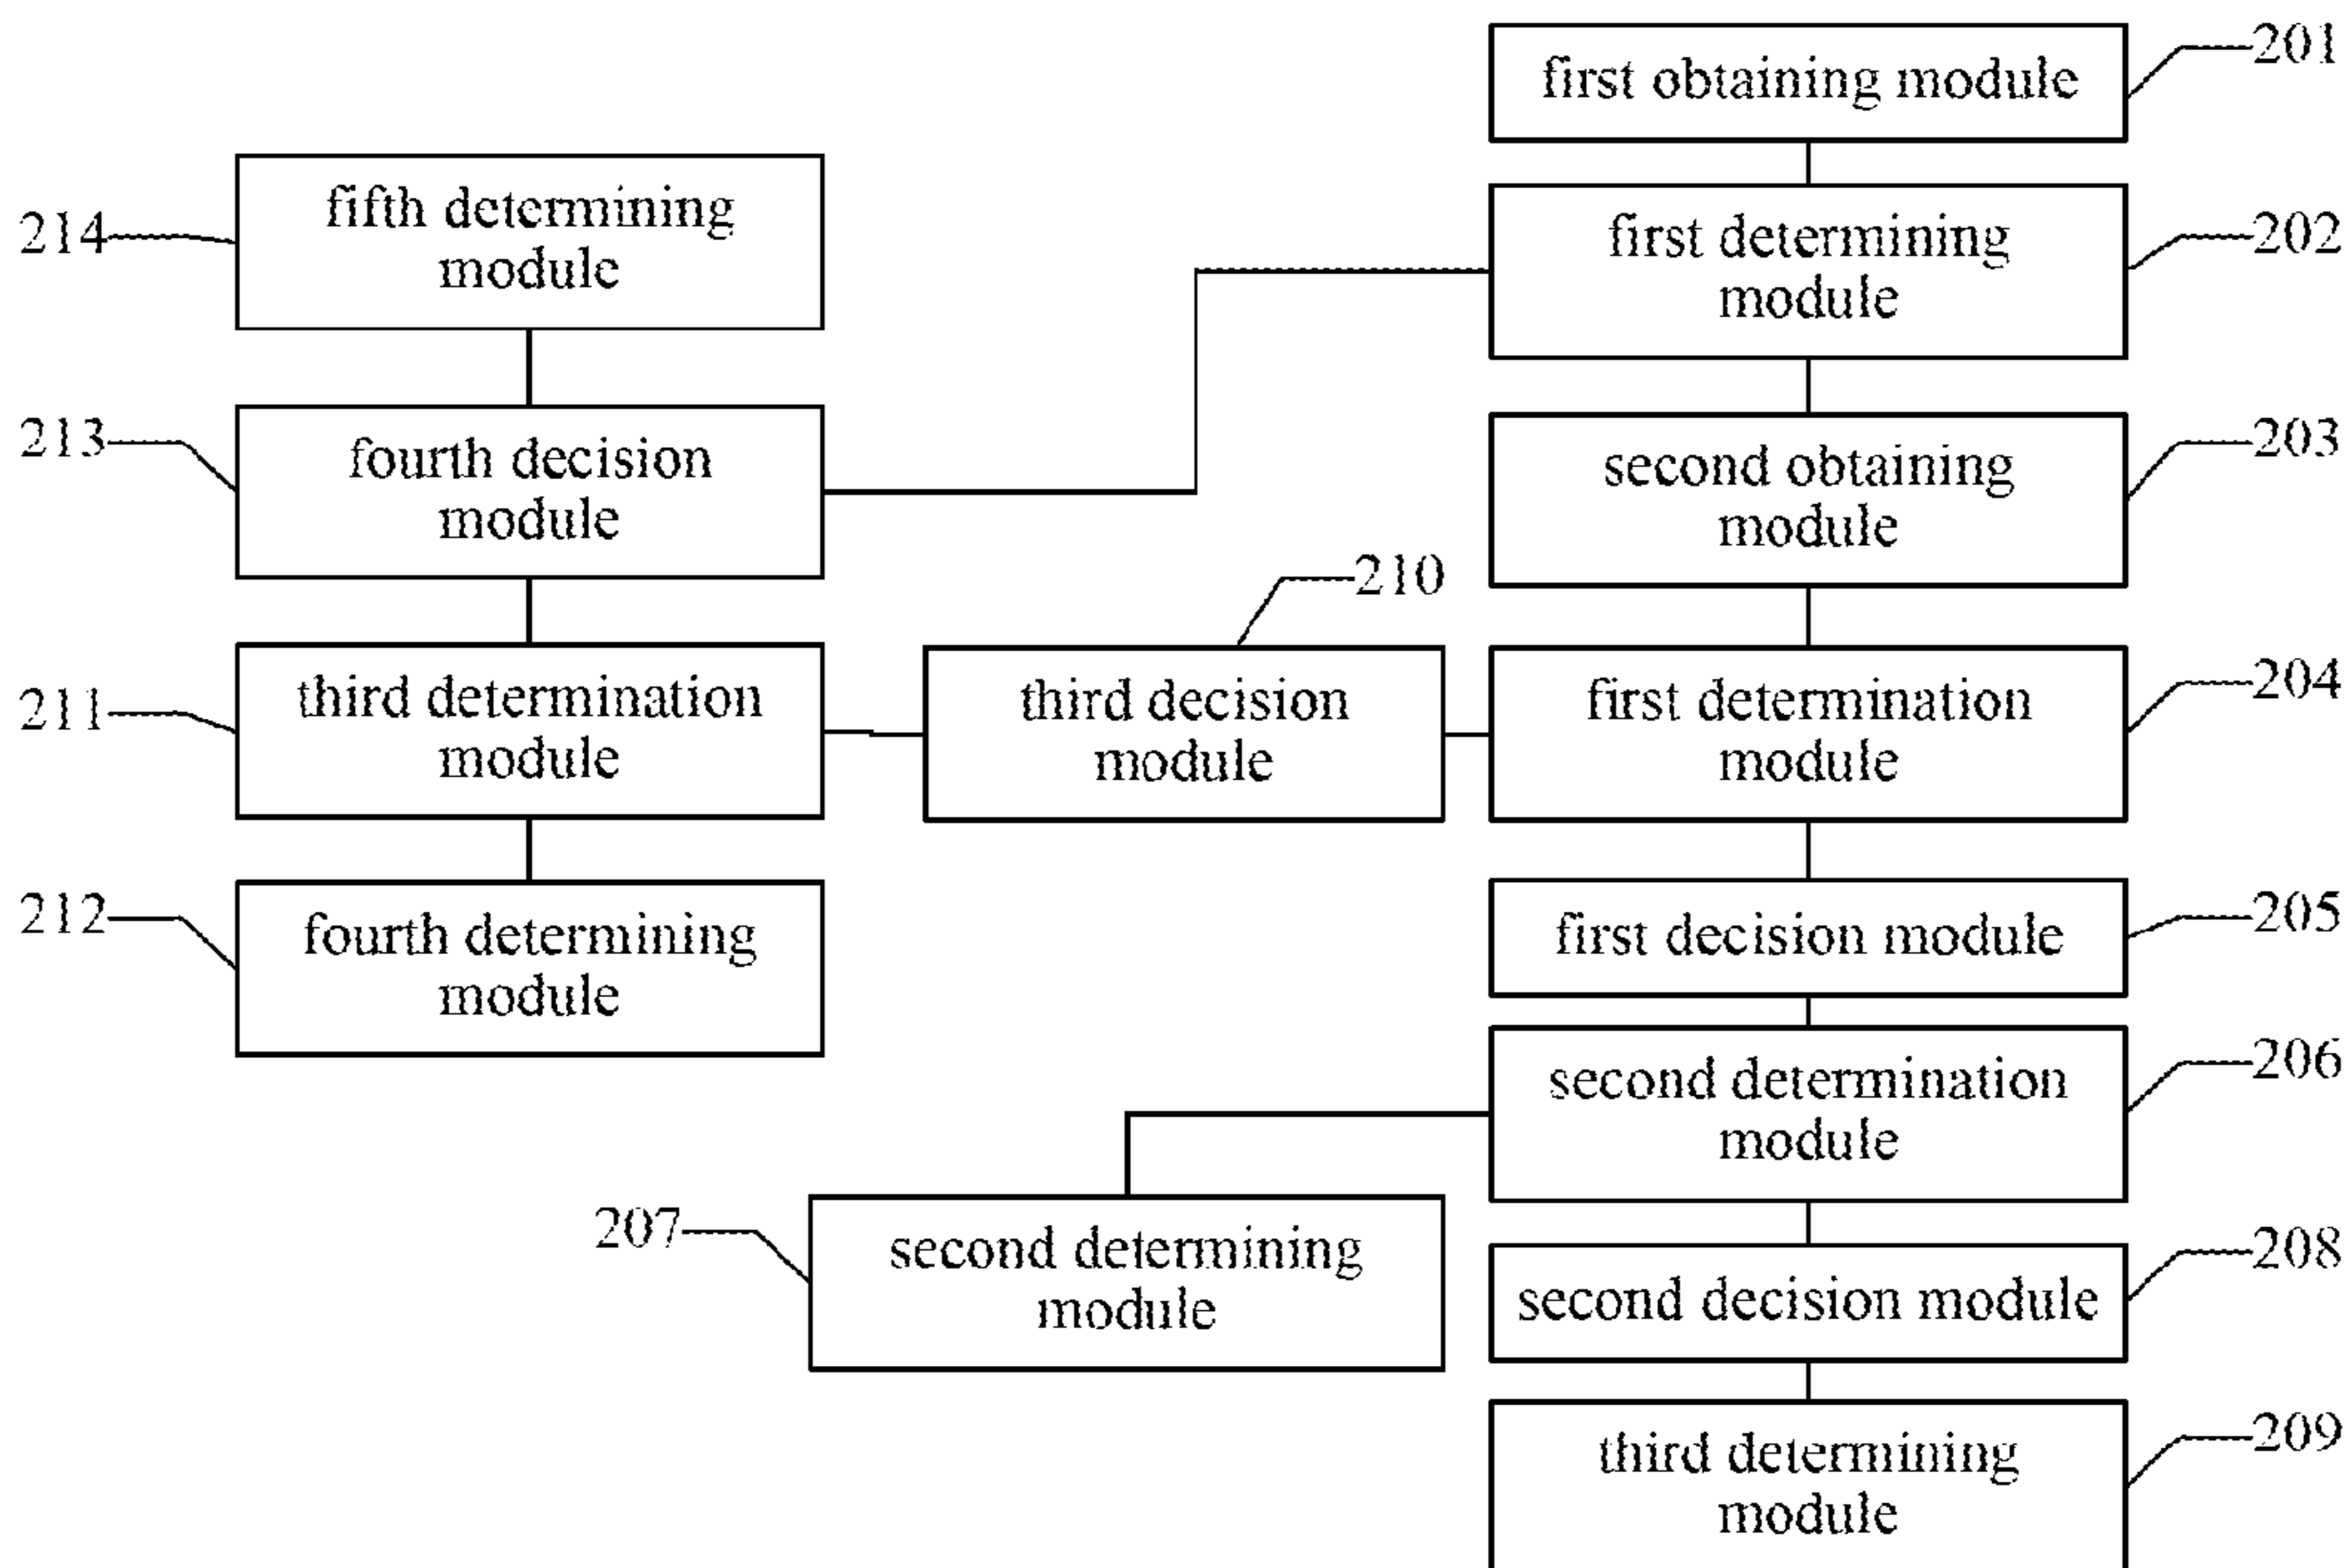 first obtaining module
201
first determining
module
202
second obtaining
module
203
first determination
module
204
first decision module
205
second determination
module
206
second determining
module
207
second decision module
208
third determining
module
209
third decision
module
210
third determination
module
211
fourth determining
module
212
fourth decision
module
213
fifth determining
module
214